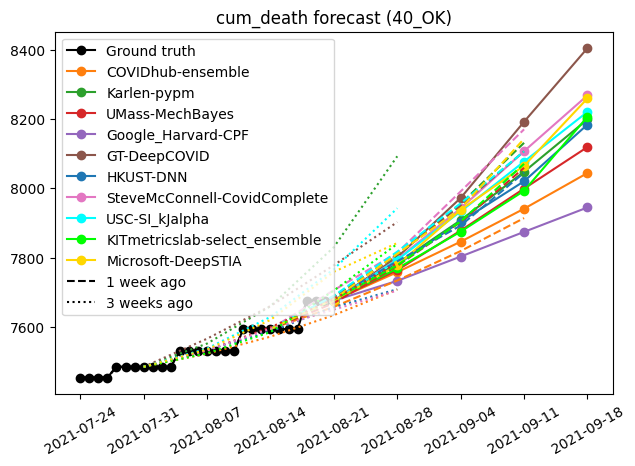 cum_death forecast (40_OK)
8400
8200
8000
7800
7600
Ground truth
COVIDhub-ensemble
Karlen-pypm
UMass-MechBayes
Google_Harvard-CPF
GT-DeepCOVID
HKUST-DNN
SteveMcConnell-CovidComplete
USC-SI_kJalpha
KITmetricslab-select_ensemble
Microsoft-DeepSTIA
1 week ago
3 weeks ago
2021-07-24
2021-07-31
2021-08-07
2021-08-14
2021-08-21
2021-08-28
2021-09-04
2021-09-11
2021-09-18